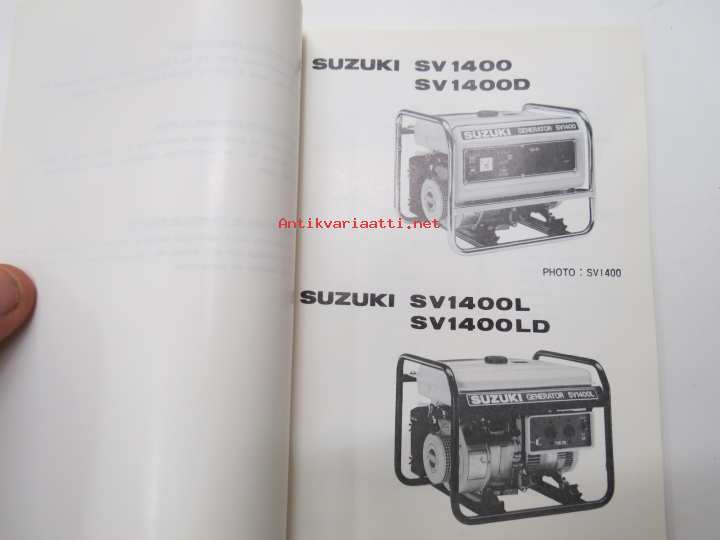 SUZUKI SV1400
SV1400D
SUZUKI GENERATOR SV1400
Antikvariaatti.net
PHOTO : SV1400
SUZUKI SV1400L
SV1400LD
SUZUKI GENERATOR SV1400L